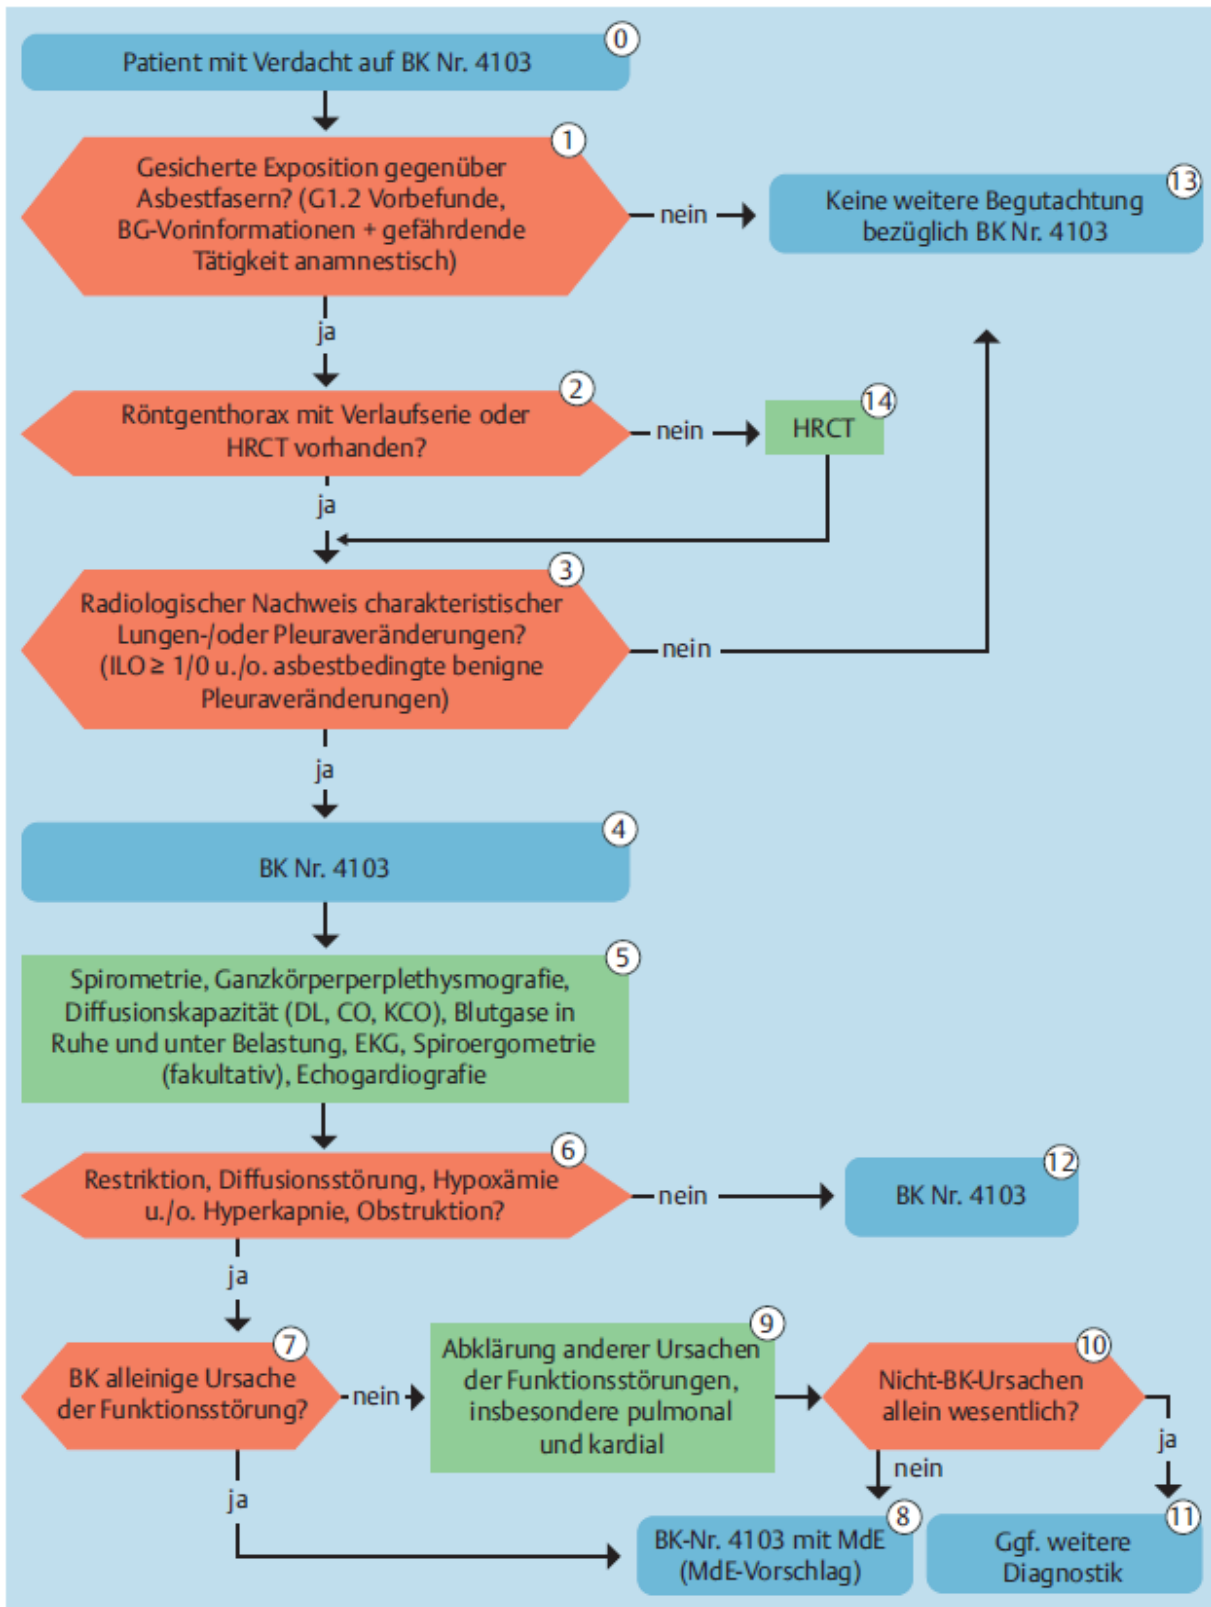 0
Patient mit Verdacht auf BK Nr. 4103
1
Gesicherte Exposition gegenüber
Asbestfasern? (G1.2 Vorbefunde,
BG-Vorinformationen + gefährdende
Tätigkeit anamnestisch)
nein
13
Keine weitere Begutachtung
bezüglich BK Nr. 4103
ja
2
Röntgenthorax mit Verlaufserie oder
HRCT vorhanden?
nein
14
HRCT
ja
3
Radiologischer Nachweis charakteristischer
Lungen-/oder Pleuraveränderungen?
(ILO ≥ 1/0 u./o. asbestbedingte benigne
Pleuraveränderungen)
nein
ja
4
BK Nr. 4103
5
Spirometrie, Ganzkörperperplethysmografie,
Diffusionskapazität (DL, CO, KCO), Blutgase in
Ruhe und unter Belastung, EKG, Spiroergometrie
(fakultativ), Echogardiografie
6
Restriktion, Diffusionsstörung, Hypoxämie
u./o. Hyperkapnie, Obstruktion?
nein
12
BK Nr. 4103
ja
7
BK alleinige Ursache
der Funktionsstörung?
nein
9
Abklärung anderer Ursachen
der Funktionsstörungen,
insbesondere pulmonal
und kardial
10
Nicht-BK-Ursachen
allein wesentlich?
ja
nein
ja
8
BK-Nr. 4103 mit MdE
(MdE-Vorschlag)
11
Ggf. weitere
Diagnostik